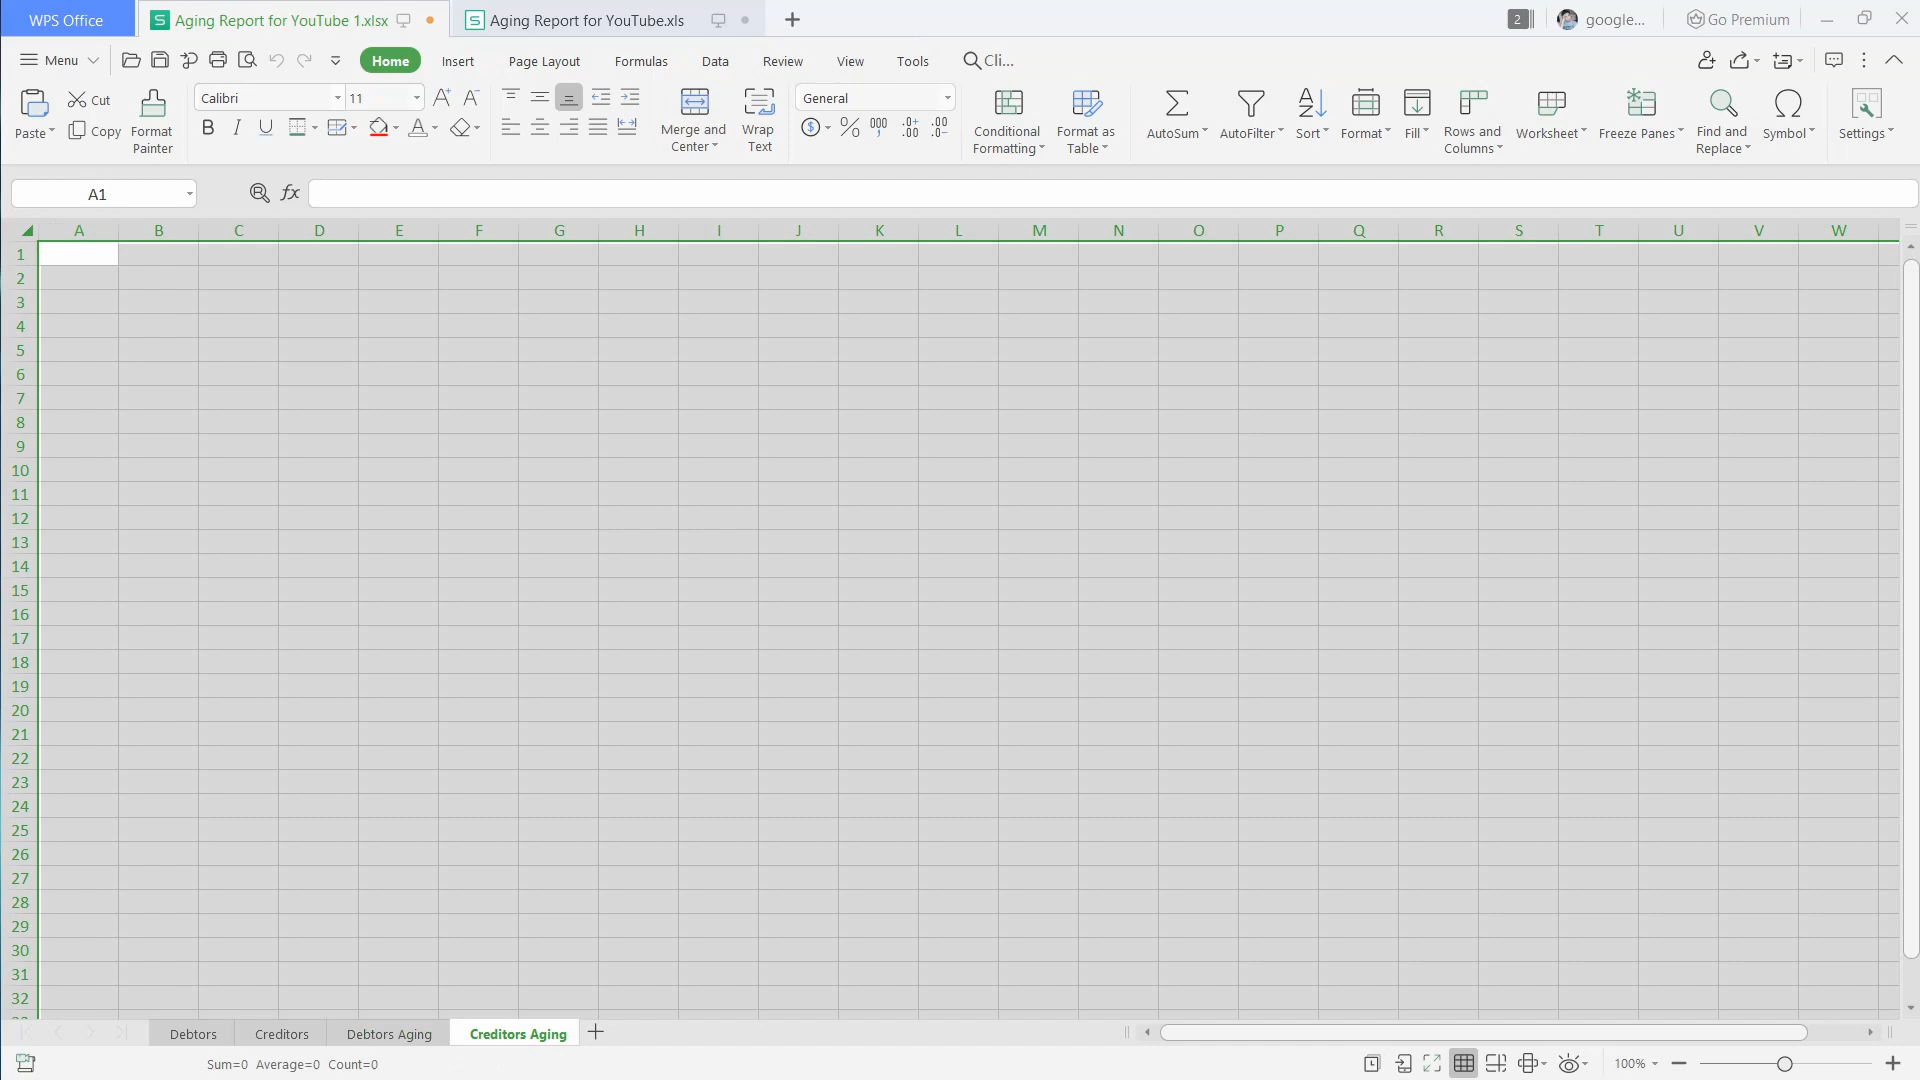 WPS Office
Aging Report for YouTube 1.xlsx
Aging Report for YouTube.xls
2
google...
Go Premium
Menu
Home
Insert
Page Layout
Formulas
Data
Review
View
Tools
Cli...
Paste
Cut
Copy
Format Painter
Calibri
11
Merge and Center
Wrap Text
General
Conditional Formatting
Format as Table
AutoSum
AutoFilter
Sort
Format
Fill
Rows and Columns
Worksheet
Freeze Panes
Find and Replace
Symbol
Settings
A1
A B C D E F G H I J K L M N O P Q R S T U V W
1
2
3
4
5
6
7
8
9
10
11
12
13
14
15
16
17
18
19
20
21
22
23
24
25
26
27
28
29
30
31
32
Debtors
Creditors
Debtors Aging
Creditors Aging
Sum=0 Average=0 Count=0
100%